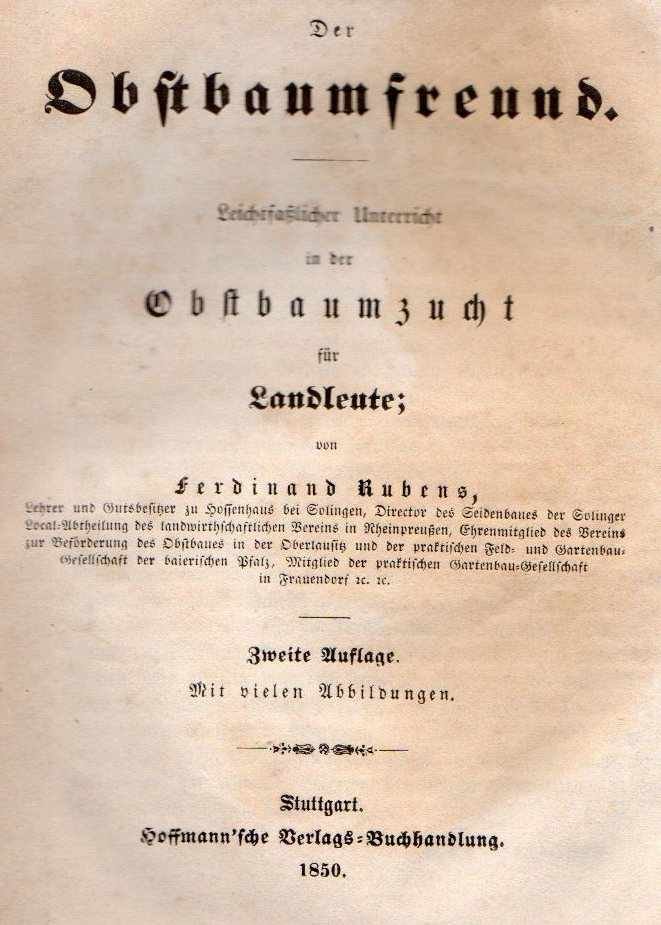 Der
Obstbaumfreund.
Leichtfaßlicher Unterricht
in der
Obstbaumzucht
für
Landleute;
von
Ferdinand Rubens,
Lehrer und Gutsbesitzer zu Hoffenhaus bei Solingen, Director des Seidenbaues der Solinger
Local-Abtheilung des landwirthschaftlichen Vereins in Rheinpreußen, Ehrenmitglied des Vereins
zur Beförderung des Obstbaues in der Oberlausitz und der praktischen Feld- und Gartenbau-
Gesellschaft der baierischen Pfalz, Mitglied der praktischen Gartenbau-Gesellschaft
in Frauendorf ꝛc. ꝛc.
Zweite Auflage.
Mit vielen Abbildungen.
Stuttgart.
Hoffmann'sche Verlags-Buchhandlung.
1850.